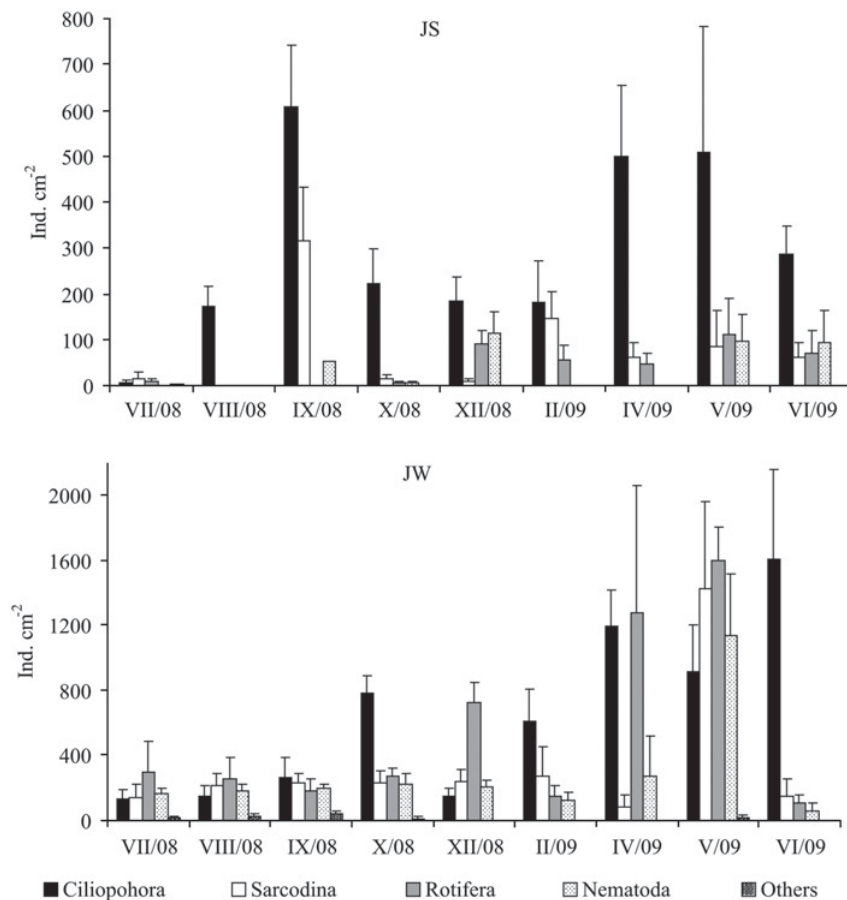 JS
Ind. cm-2
800
700
600
500
400
300
200
100
0
VII/08 VIII/08 IX/08 X/08 XII/08 II/09 IV/09 V/09 VI/09
JW
Ind. cm-2
2000
1600
1200
800
400
0
VII/08 VIII/08 IX/08 X/08 XII/08 II/09 IV/09 V/09 VI/09
Ciliopohora Sarcodina Rotifera Nematoda Others